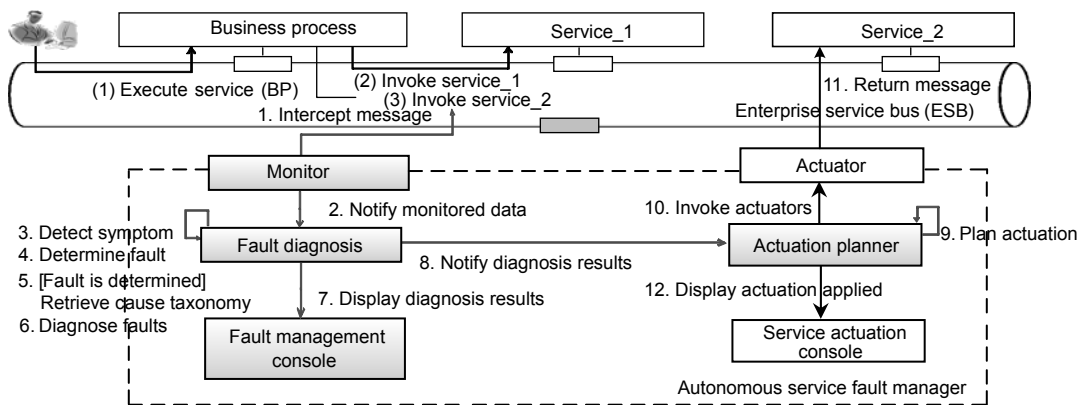 Business process
Service_1
Service_2
(1) Execute service (BP)
(2) Invoke service_1
(3) Invoke service_2
11. Return message
1. Intercept message
Enterprise service bus (ESB)
Monitor
Actuator
2. Notify monitored data
10. Invoke actuators
3. Detect symptom
4. Determine fault
5. [Fault is determined]
Retrieve cause taxonomy
6. Diagnose faults
Fault diagnosis
8. Notify diagnosis results
Actuation planner
9. Plan actuation
7. Display diagnosis results
12. Display actuation applied
Fault management
console
Service actuation
console
Autonomous service fault manager